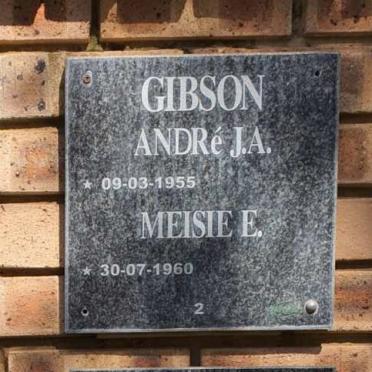 GIBSON
ANDRé J.A.
* 09-03-1955
MEISIE E.
* 30-07-1960
2